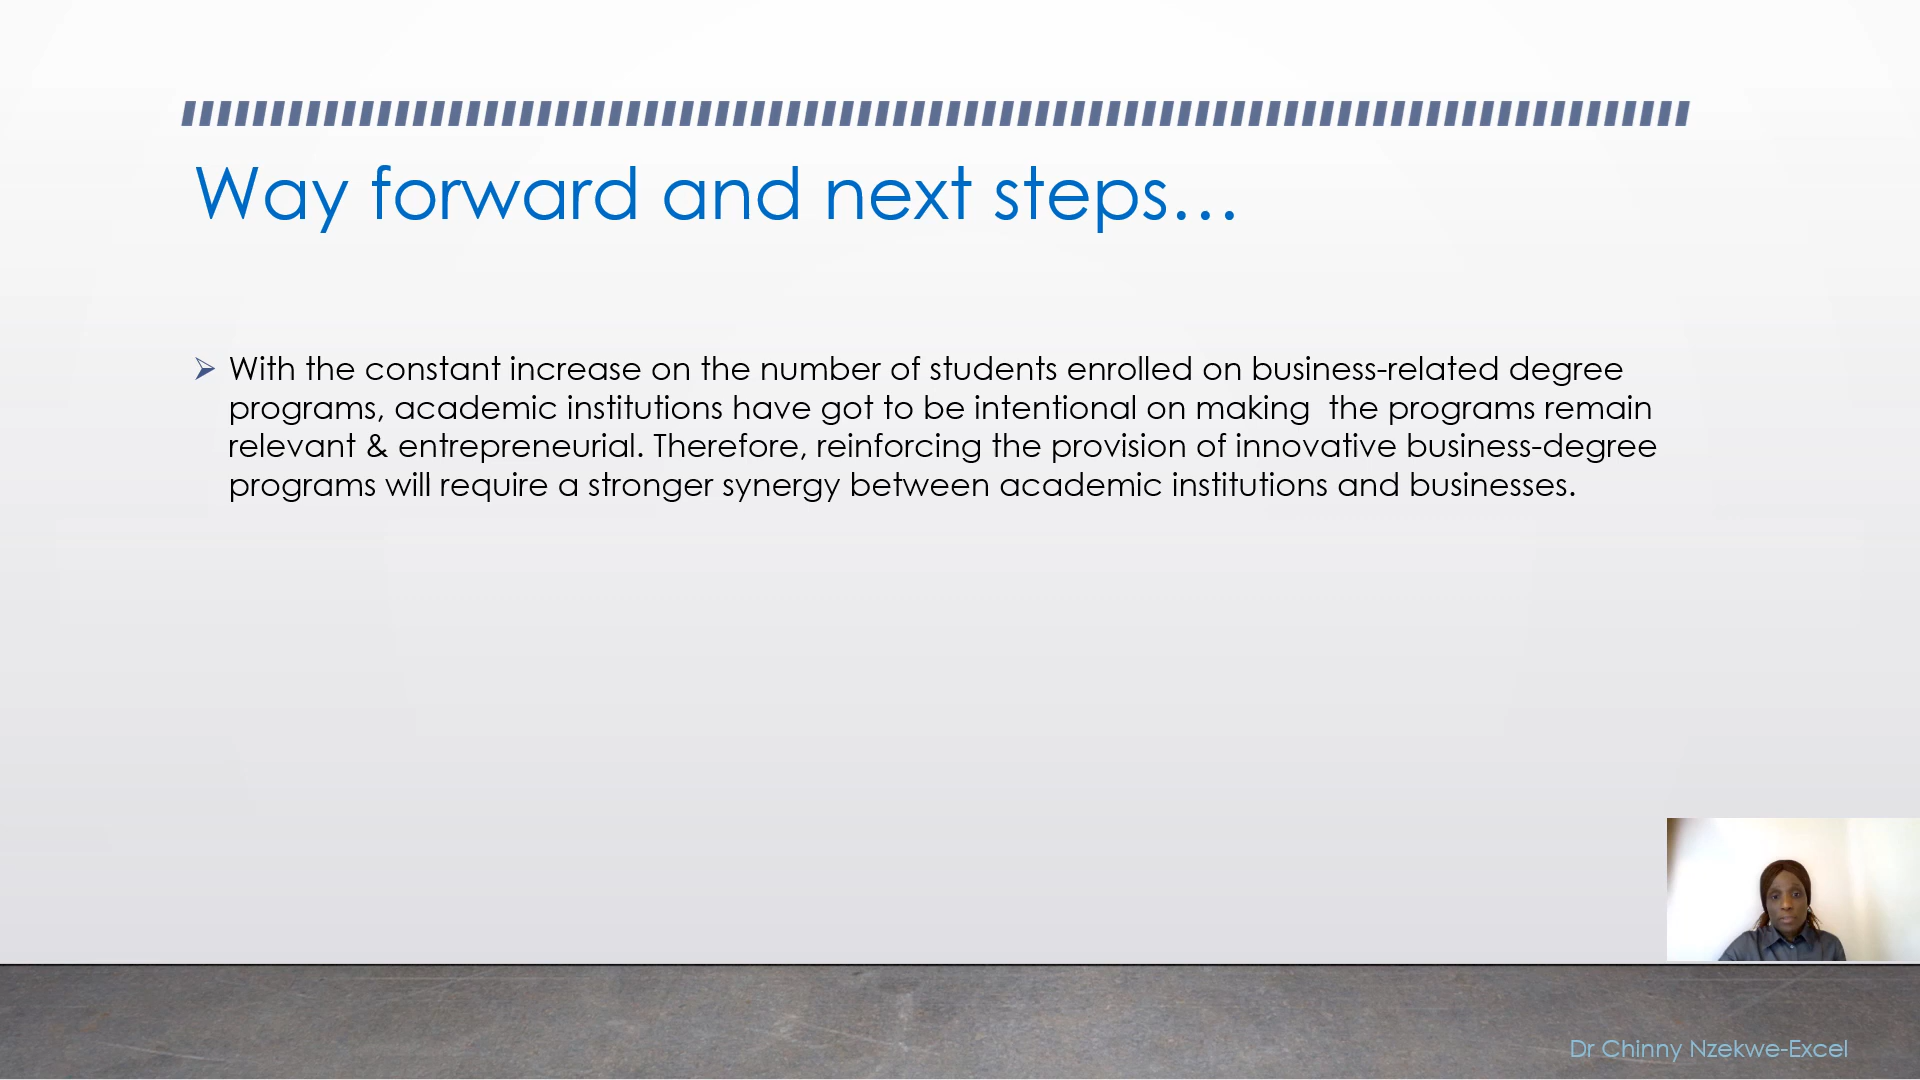 Way forward and next steps…
With the constant increase on the number of students enrolled on business-related degree
programs, academic institutions have got to be intentional on making  the programs remain
relevant & entrepreneurial. Therefore, reinforcing the provision of innovative business-degree
programs will require a stronger synergy between academic institutions and businesses.
Dr Chinny Nzekwe-Excel